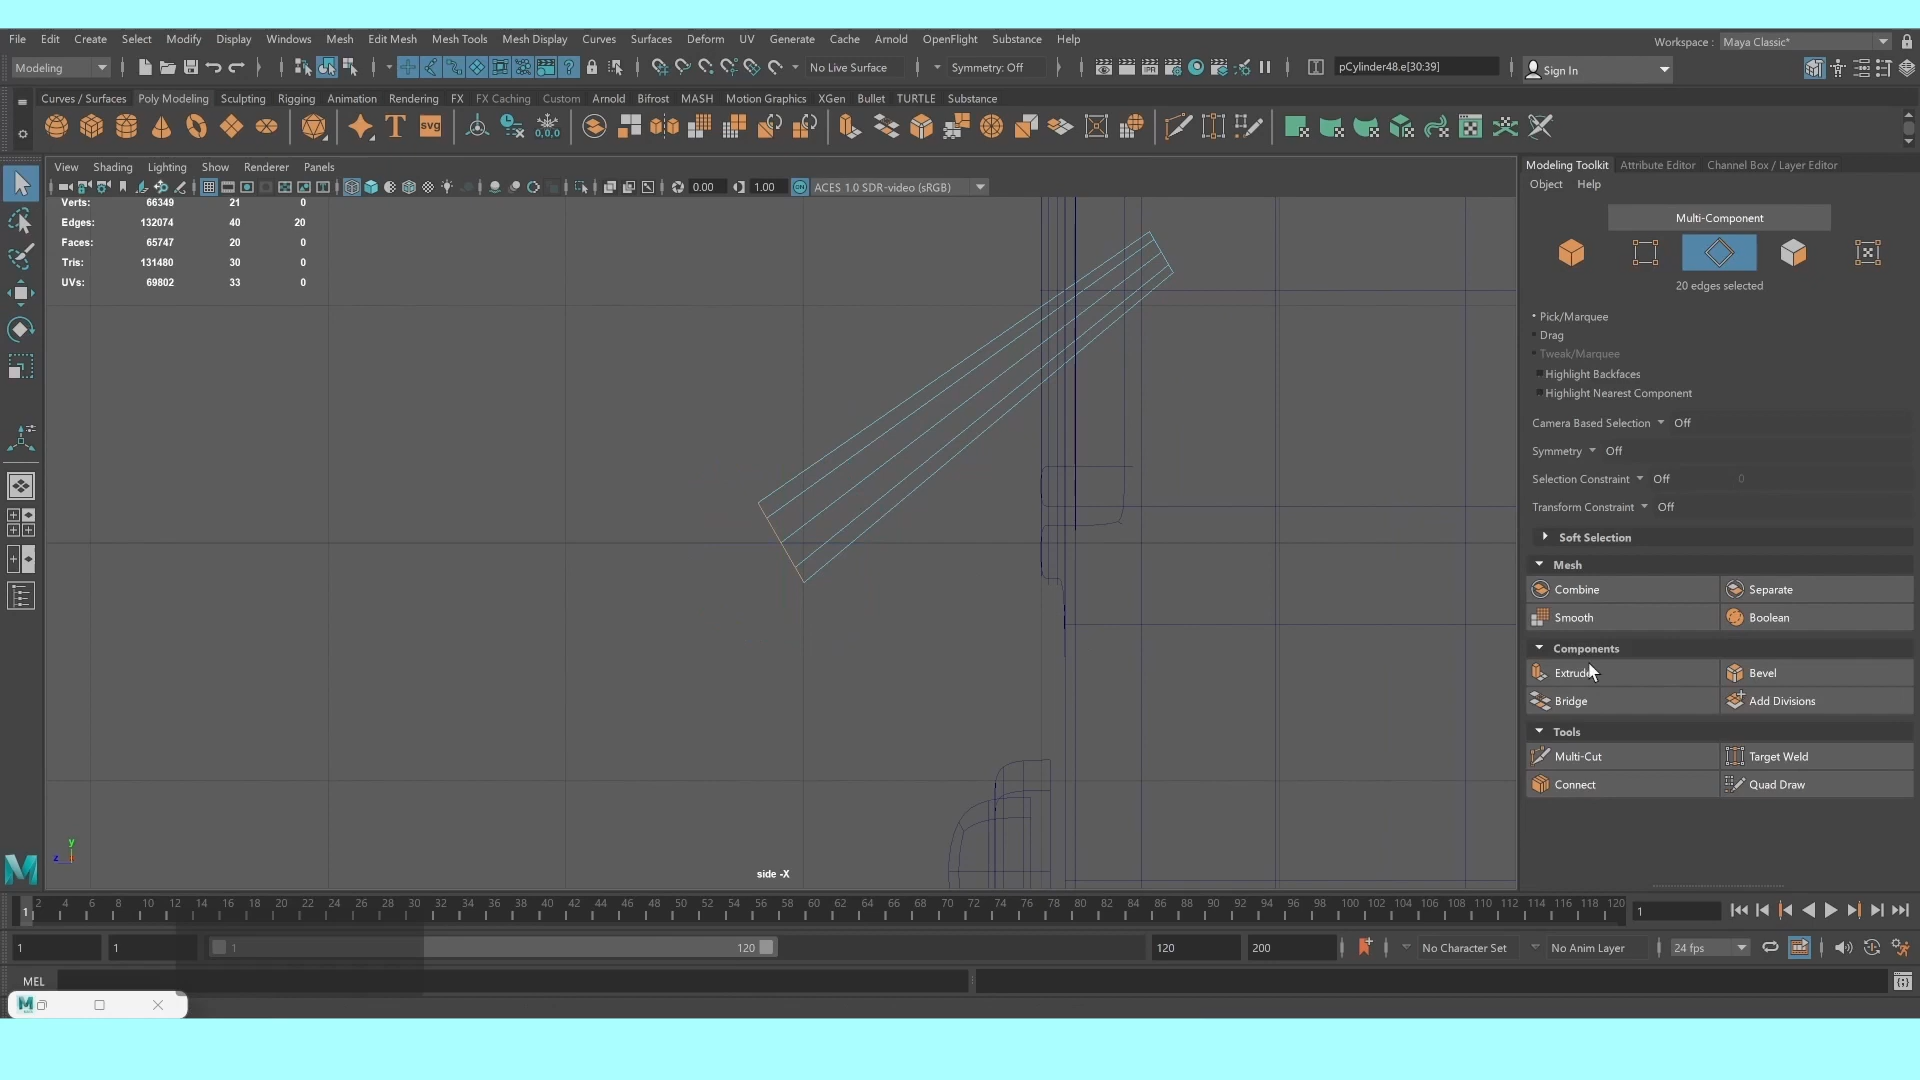 File Edit Create Select Modify Display Windows Mesh Edit Mesh Mesh Tools Mesh Display Curves Surfaces Deform UV Generate Cache Arnold OpenFlight Substance Help
Workspace : Maya Classic*
Modeling No Live Surface Symmetry: Off pCylinder48.e[30:39] Sign In
Curves / Surfaces Poly Modeling Sculpting Rigging Animation Rendering FX FX Caching Custom Arnold Bifrost MASH Motion Graphics XGen Bullet TURTLE Substance
T svg 0,0,0
View Shading Lighting Show Renderer Panels
0.00 1.00 ON ACES 1.0 SDR-video (sRGB)
Verts: 66349 21 0
Edges: 132074 40 20
Faces: 65747 20 0
Tris: 131480 30 0
UVs: 69802 33 0
y
z
side -X
Modeling Toolkit Attribute Editor Channel Box / Layer Editor
Object Help
Multi-Component
20 edges selected
Pick/Marquee
Drag
Tweak/Marquee
Highlight Backfaces
Highlight Nearest Component
Camera Based Selection Off
Symmetry Off
Selection Constraint Off 0
Transform Constraint Off
Soft Selection
Mesh
Combine Separate
Smooth Boolean
Components
Extrude Bevel
Bridge Add Divisions
Tools
Multi-Cut Target Weld
Connect Quad Draw
1 2 4 6 8 10 12 14 16 18 20 22 24 26 28 30 32 34 36 38 40 42 44 46 48 50 52 54 56 58 60 62 64 66 68 70 72 74 76 78 80 82 84 86 88 90 92 94 96 98 100 102 104 106 108 110 112 114 116 118 120 1
1 1 1 120 120 200 No Character Set No Anim Layer 24 fps
MEL